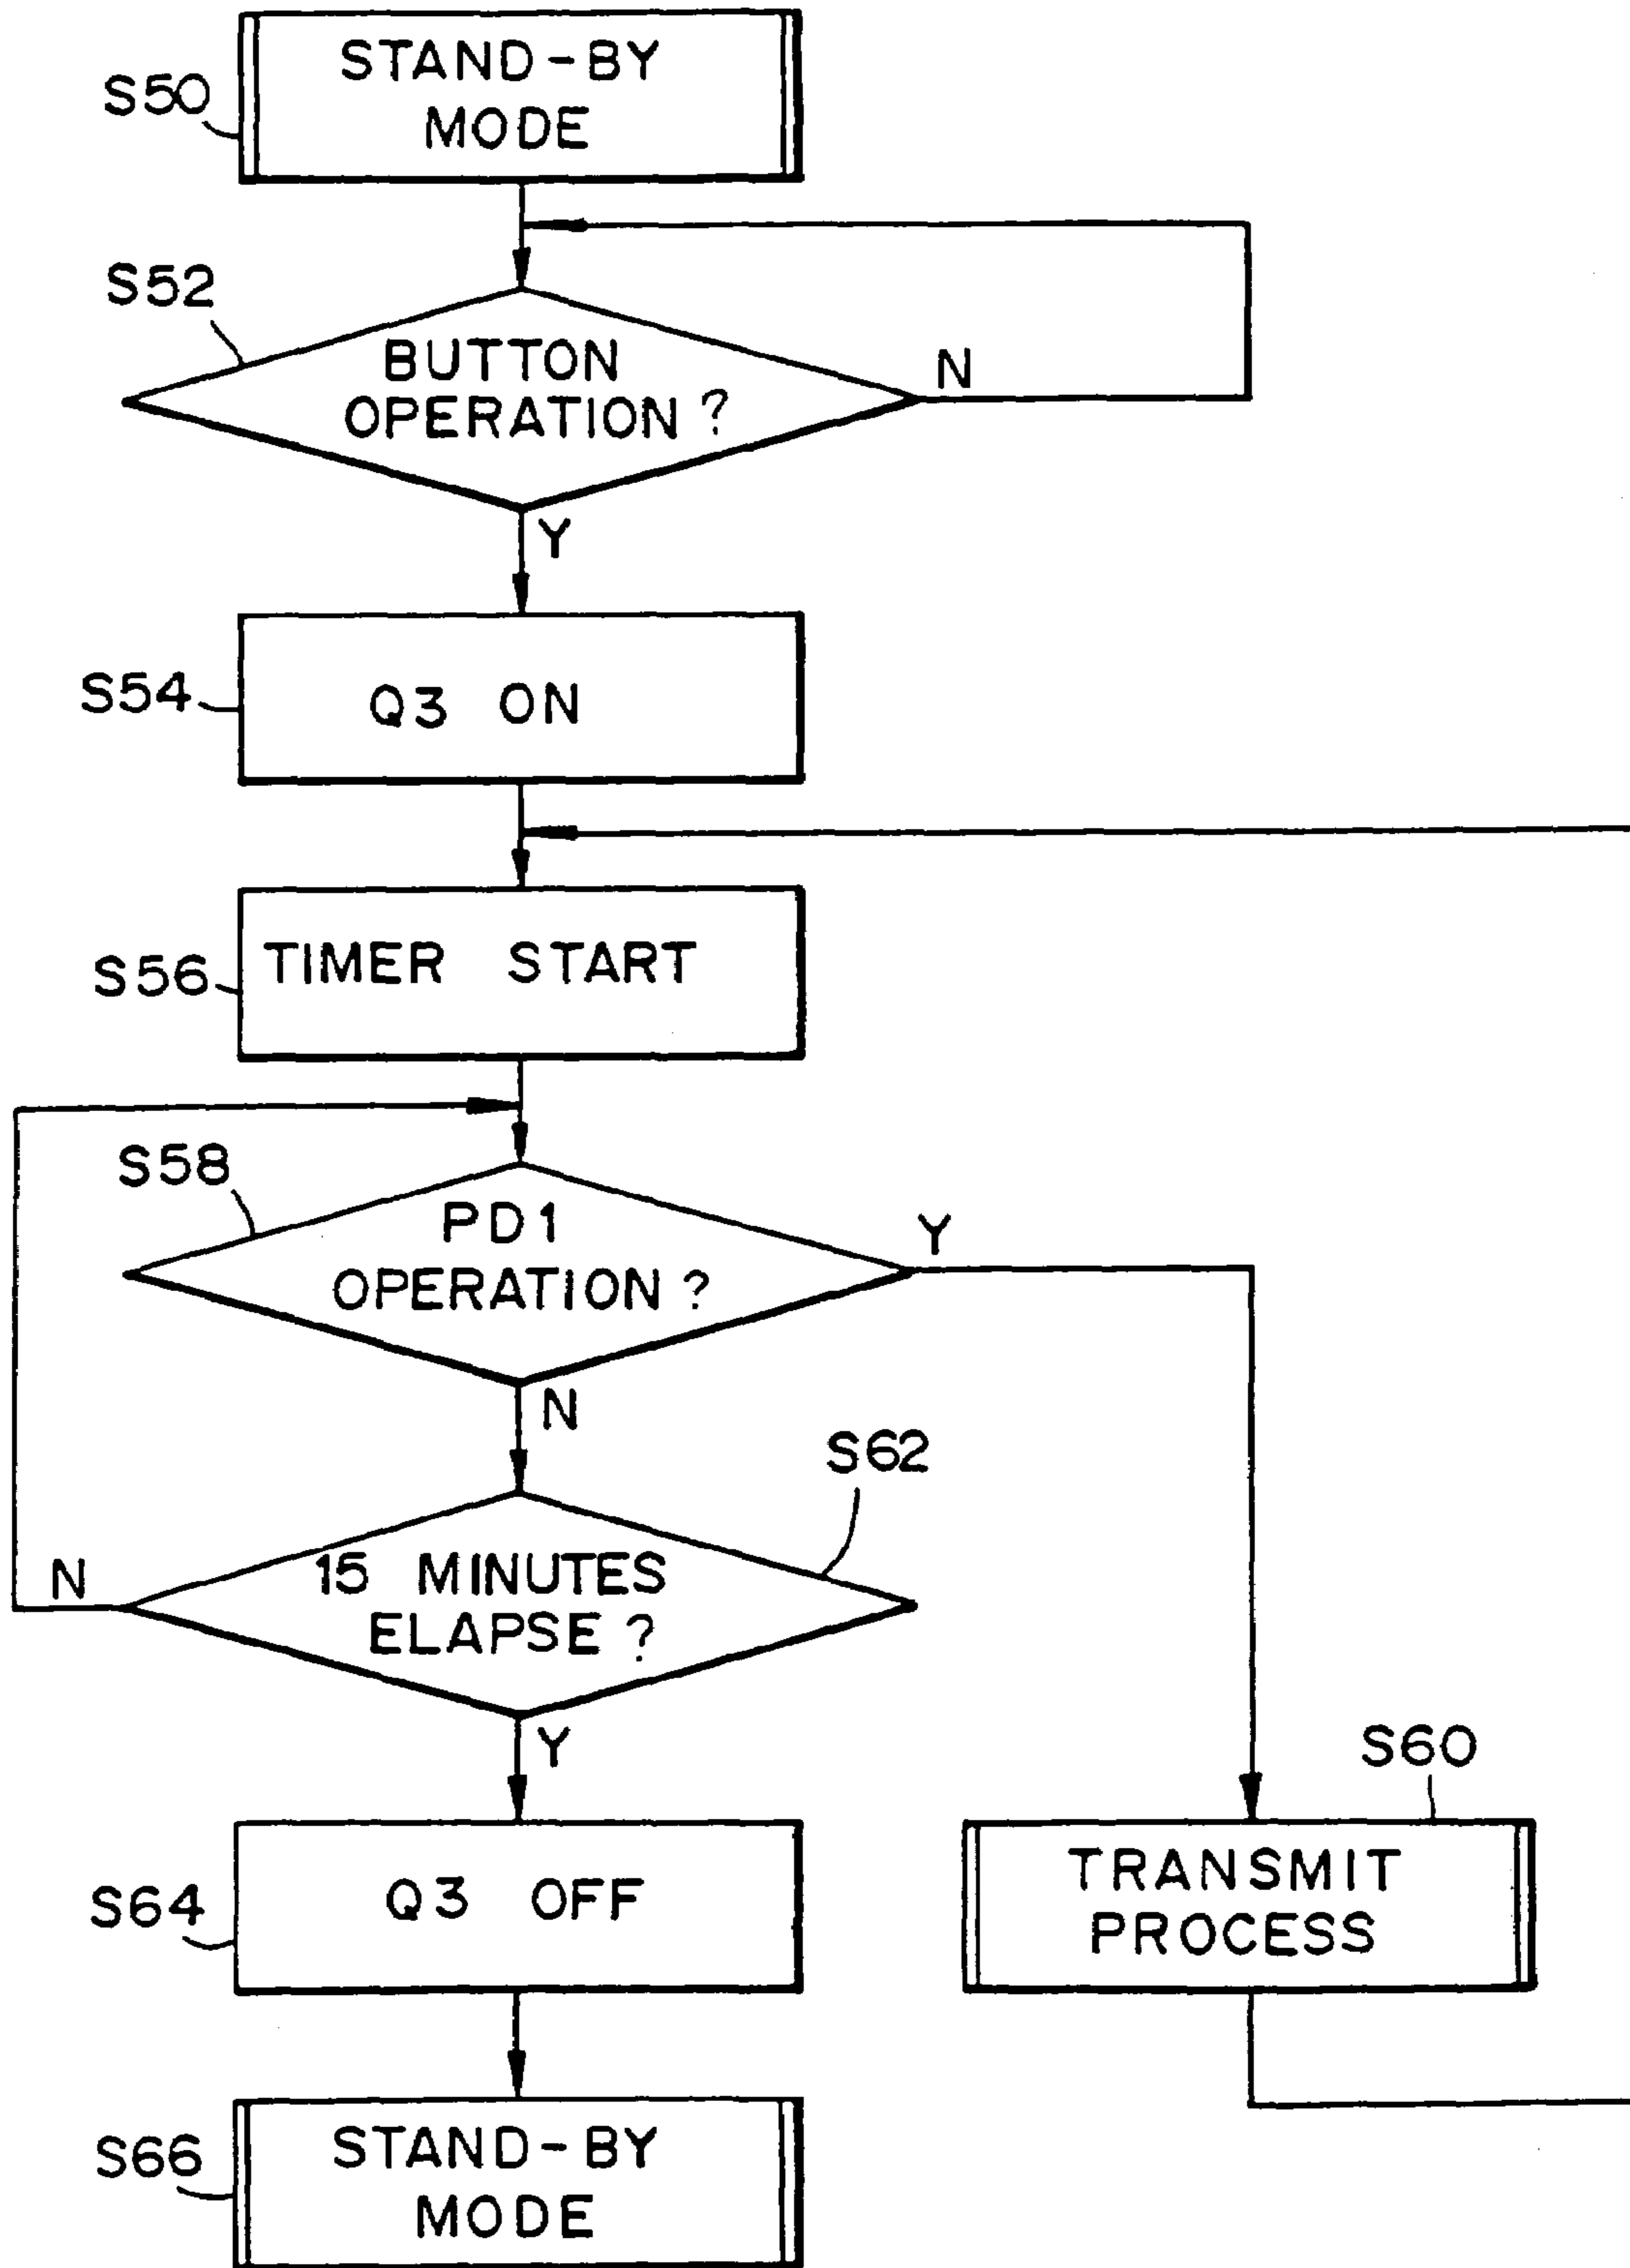 S50
STAND-BY
MODE
S52
BUTTON
OPERATION ?
N
Y
S54
Q3 ON
S56
TIMER START
S58
PD1
OPERATION ?
Y
N
S62
15 MINUTES
ELAPSE ?
N
Y
S60
TRANSMIT
PROCESS
S64
Q3 OFF
S66
STAND-BY
MODE